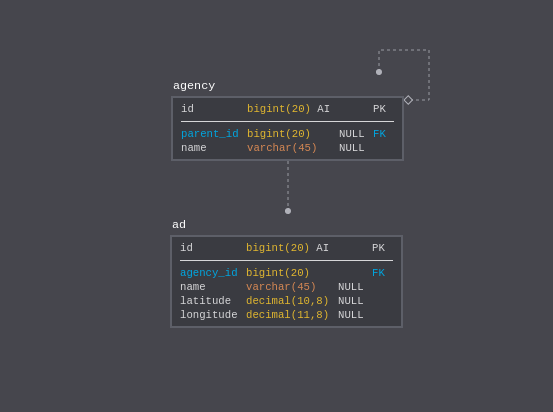 agency
id bigint(20) AI PK
parent_id bigint(20) NULL FK
name varchar(45) NULL
ad
id bigint(20) AI PK
agency_id bigint(20) FK
name varchar(45) NULL
latitude decimal(10,8) NULL
longitude decimal(11,8) NULL